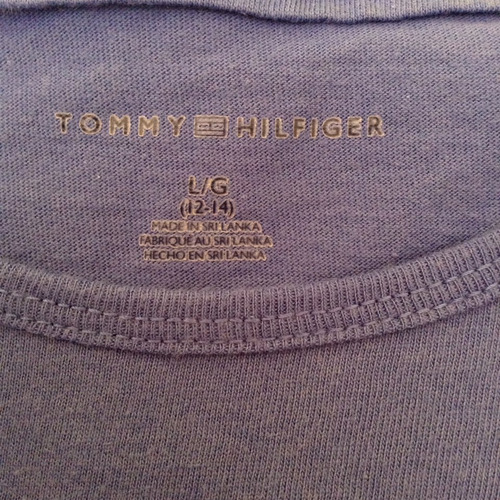 TOMMY HILFIGER
L/G
(12-14)
MADE IN SRI LANKA
FABRIQUÉ AU SRI LANKA
HECHO EN SRI LANKA